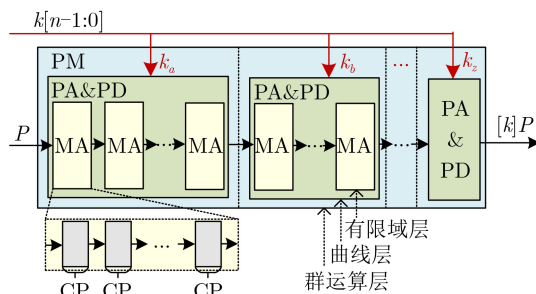 k[n–1:0]
PM
k_a
k_b
...
k_z
PA&PD
PA&PD
PA
&
PD
P
MA
MA
...
MA
MA
...
MA
...
[k]P
有限域层
曲线层
群运算层
...
CP
CP
CP